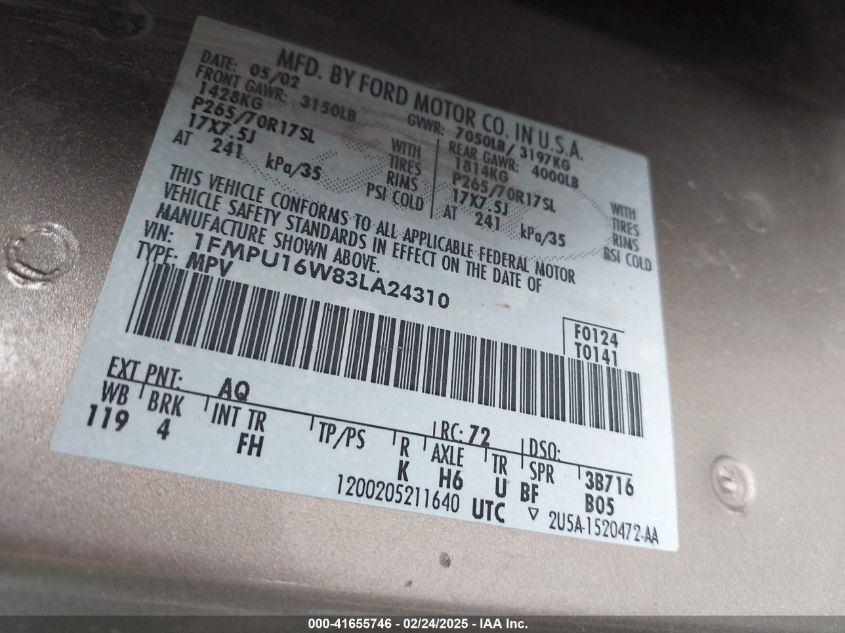 MFD. BY FORD MOTOR CO. IN U.S.A.
DATE: 05/02 GVWR: 7050LB/ 3197KG
FRONT GAWR: 3150LB REAR GAWR: 4000LB
1428KG WITH 1814KG WITH
P265/70R17SL TIRES P265/70R17SL TIRES
17X7.5J RIMS 17X7.5J RIMS
AT 241 kPa/35 PSI COLD AT 241 kPa/35 PSI COLD
THIS VEHICLE CONFORMS TO ALL APPLICABLE FEDERAL MOTOR
VEHICLE SAFETY STANDARDS IN EFFECT ON THE DATE OF
MANUFACTURE SHOWN ABOVE.
VIN: 1FMPU16W83LA24310
TYPE: MPV
F0124
T0141
EXT PNT: AQ RC: 72 DSO:
WB BRK INT TR TP/PS R AXLE TR SPR 3B716
119 4 FH K H6 U BF B05
1200205211640 UTC ▽ 2U5A-1520472-AA
000-41655746 - 02/24/2025 - IAA Inc.